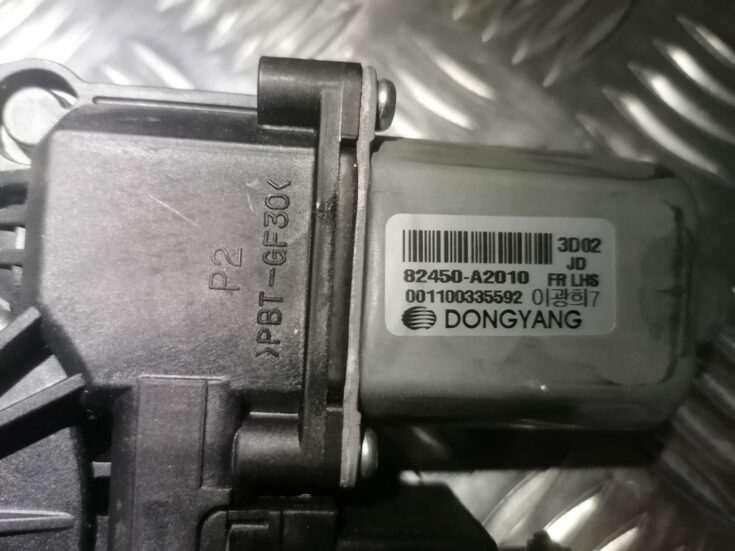 P2
>PBT-GF30<
3D02
JD
82450-A2010 FR LHS
001100335592 이광희7
DONGYANG